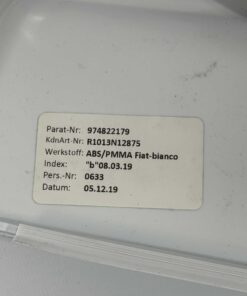 Parat-Nr: 974822179
KdnArt-Nr: R1013N12875
Werkstoff: ABS/PMMA Fiat-bianco
Index: "b"08.03.19
Pers.-Nr: 0633
Datum: 05.12.19